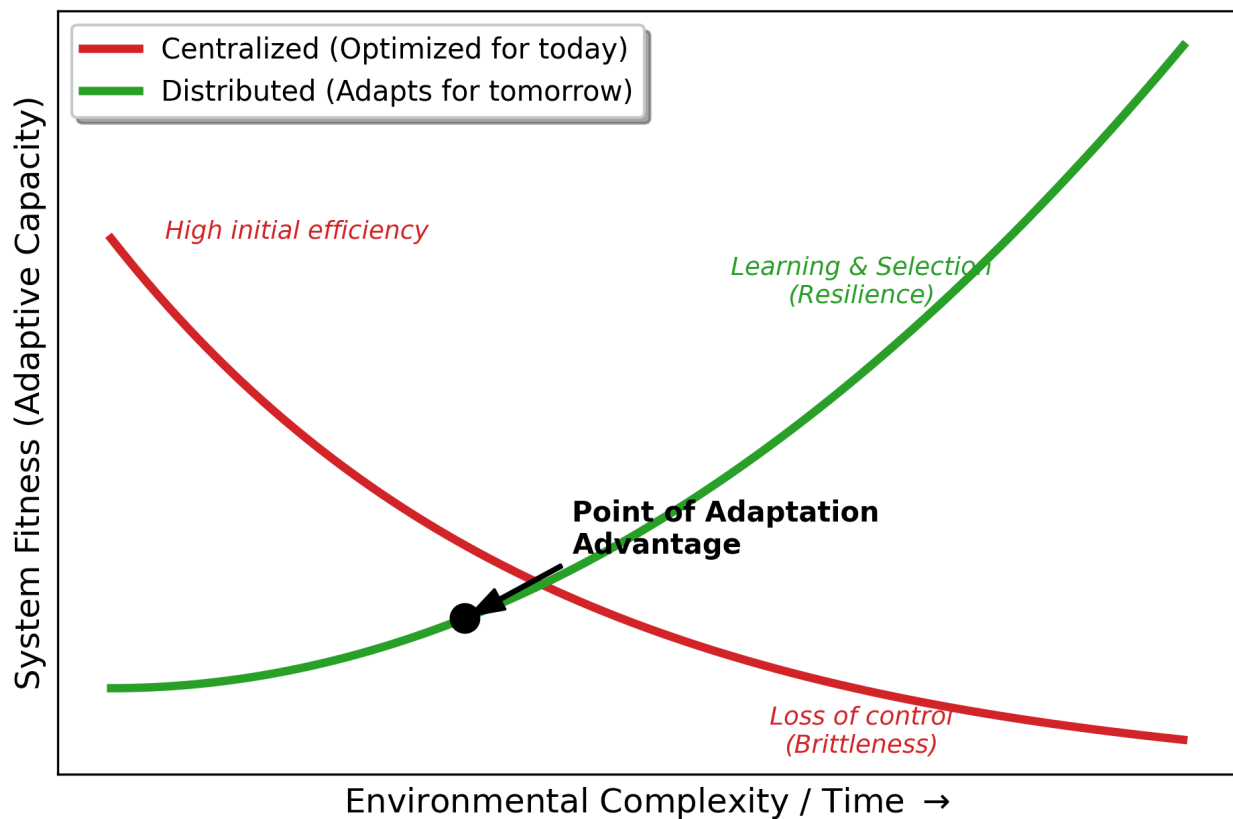 Centralized (Optimized for today)
Distributed (Adapts for tomorrow)
System Fitness (Adaptive Capacity)
High initial efficiency
Learning & Selection
(Resilience)
Point of Adaptation
Advantage
Loss of control
(Brittleness)
Environmental Complexity / Time →